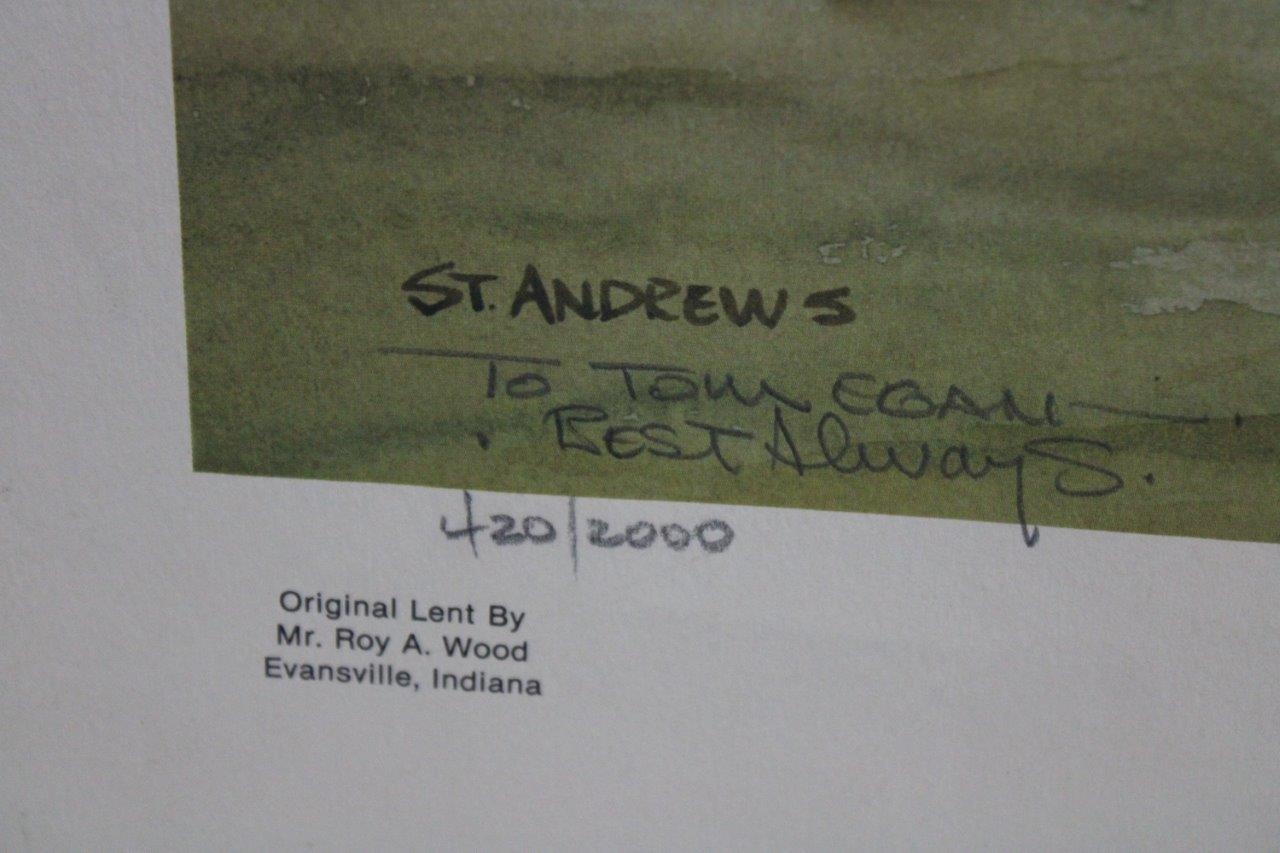 ST. ANDREWS
To Tom EGAN
BEST Always.
420/2000
Original Lent By
Mr. Roy A. Wood
Evansville, Indiana